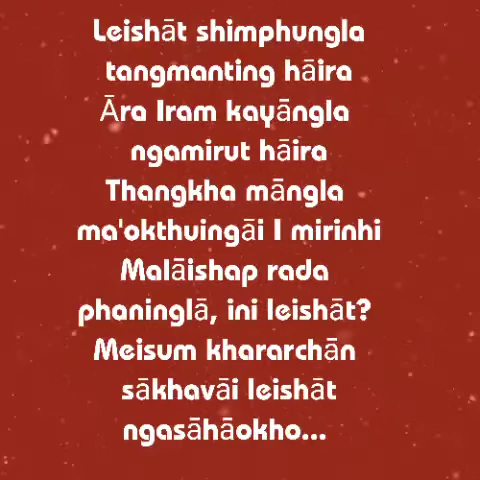 Leishāt shimphungla
tangmanting hāira
Āra Iram kayāngla
ngamirut hāira
Thangkha māngla
ma'okthuingāi I mirinhi
Malāishap rada
phaninglā, ini leishāt?
Meisum khararchān
sākhavāi leishāt
ngasāhāokho...